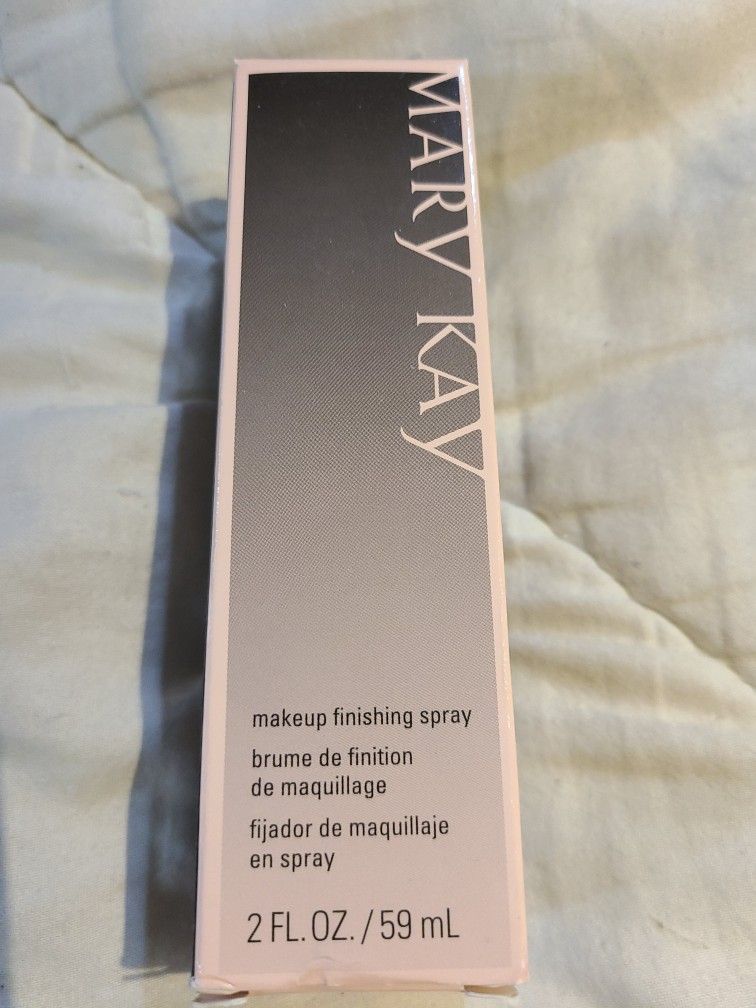 MARY KAY
makeup finishing spray
brume de finition
de maquillage
fijador de maquillaje
en spray
2 FL.OZ./59 mL